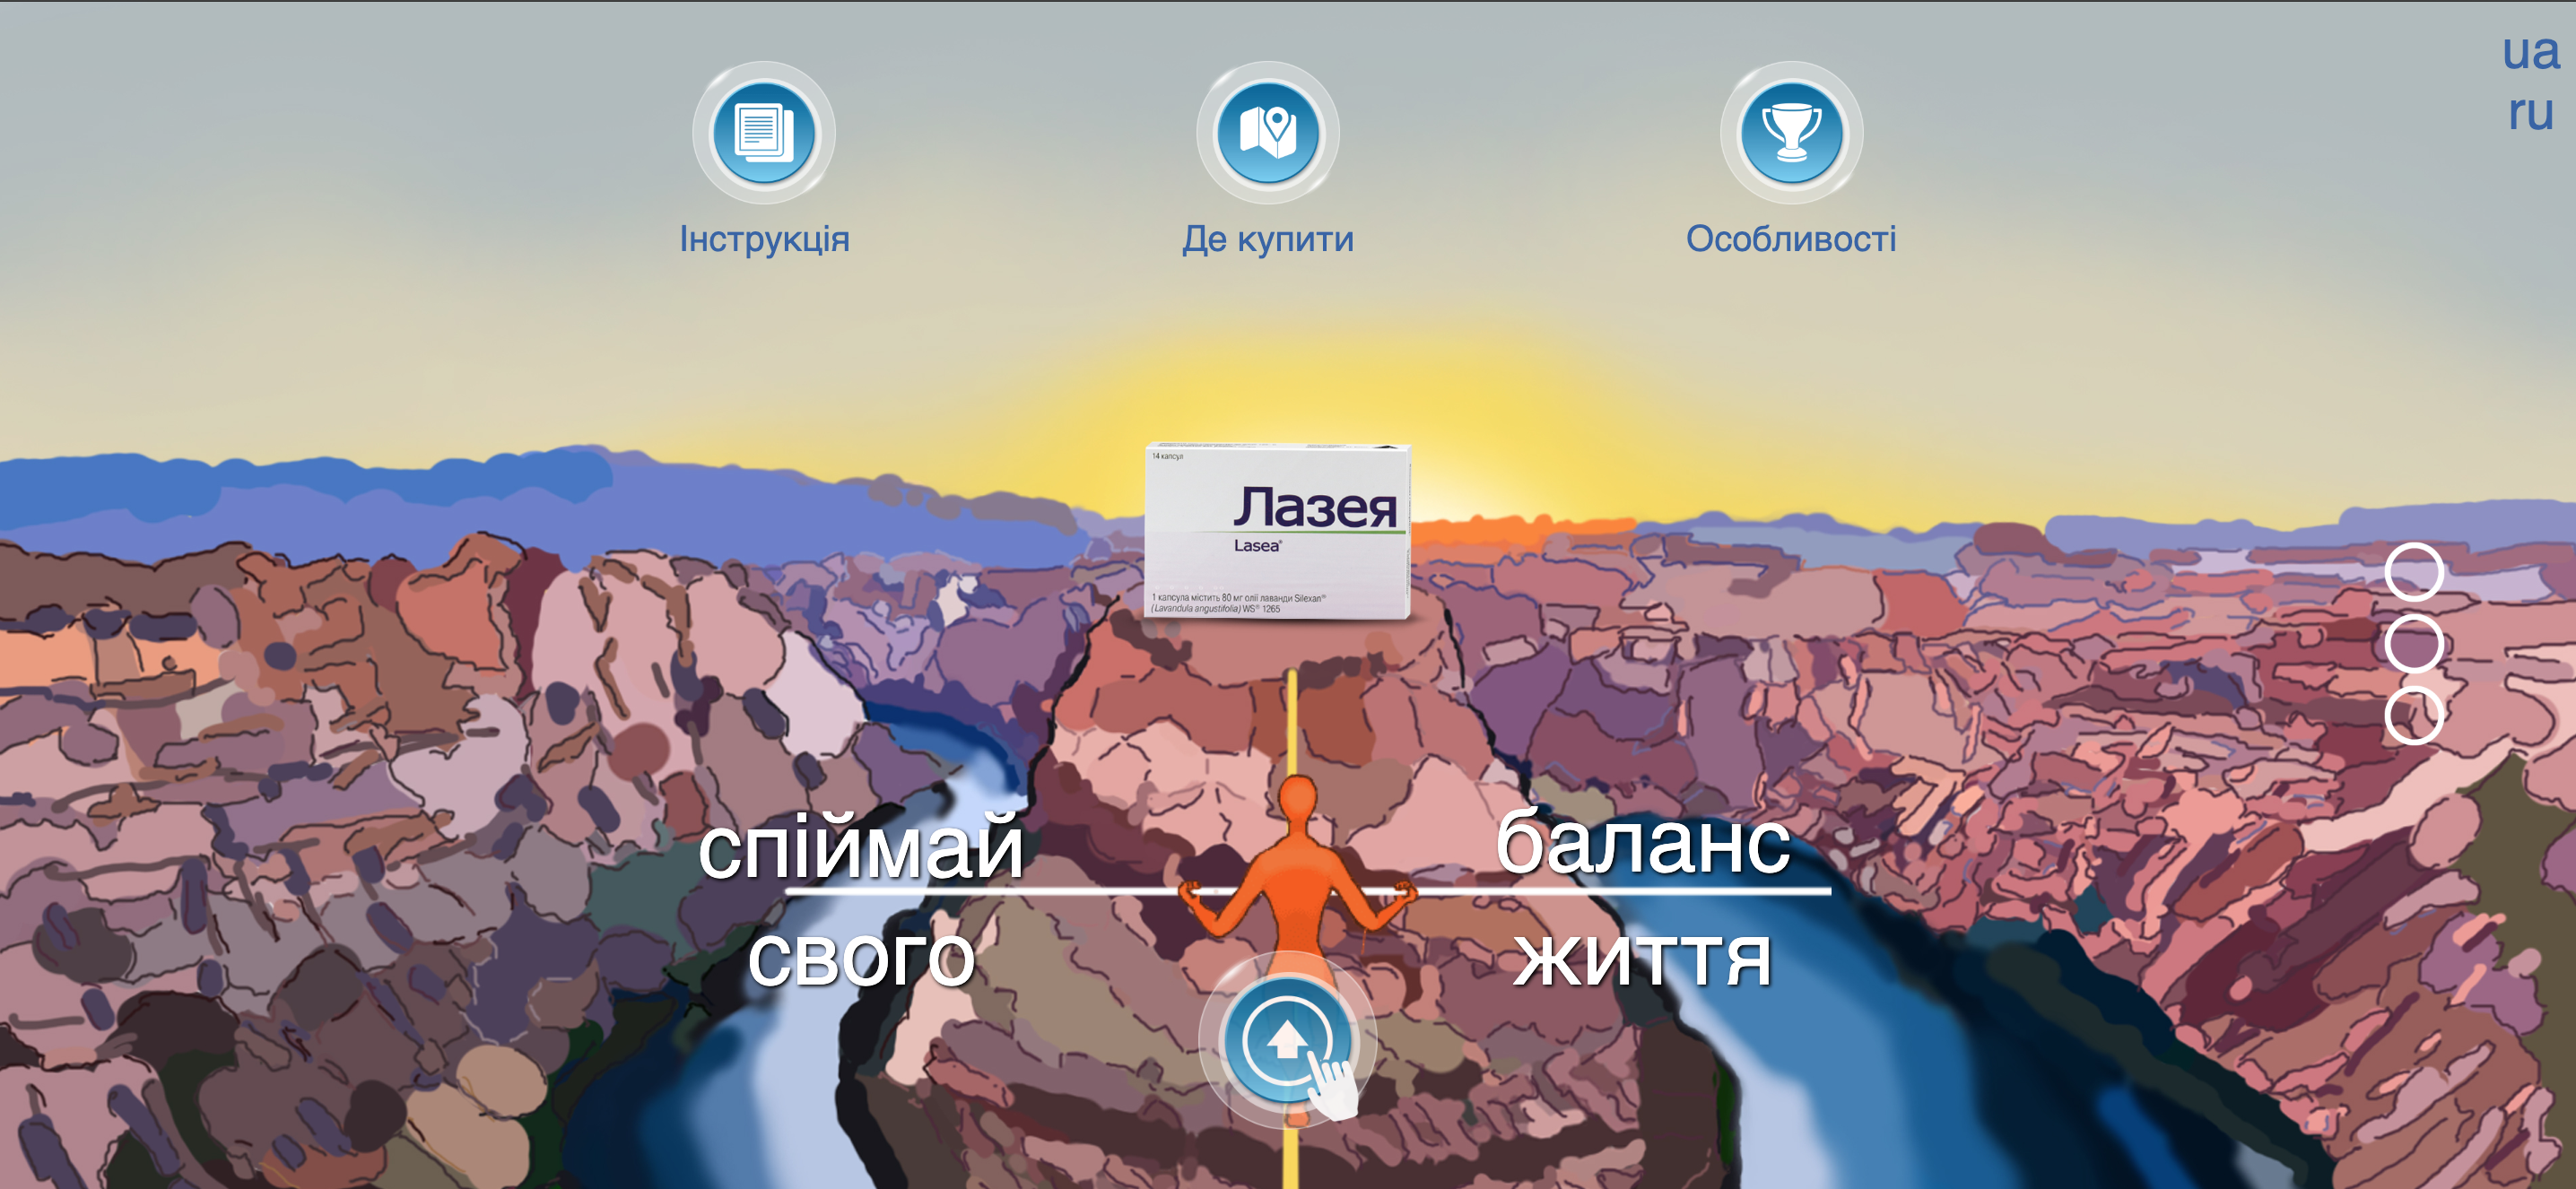 ua
ru
Інструкція
Де купити
Особливості
14 капсул
Лазея
Lasea®
1 капсула містить 80 мг олії лаванди Silexan®
(Lavandula angustifolia) WS® 1265
спіймай
свого
баланс
життя